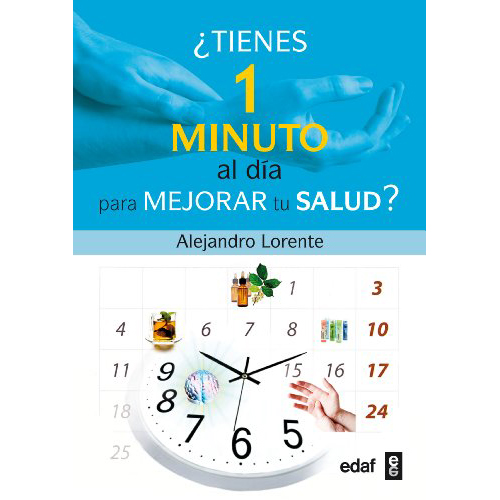 ¿TIENES
1
MINUTO
al día
para MEJORAR tu SALUD?
Alejandro Lorente
1 3
4 6 7 8 10
11 15 16 17
18 24
25
9
8
7
6
5
edaf